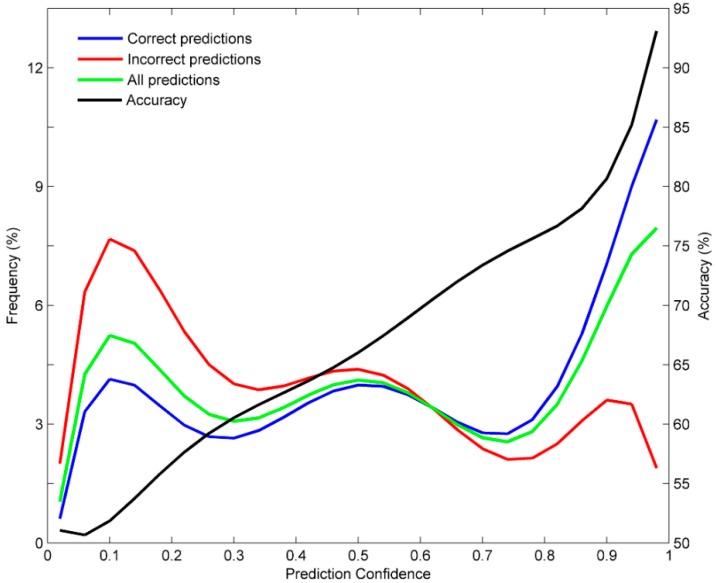 Correct predictions
Incorrect predictions
All predictions
Accuracy
Frequency (%)
12
9
6
3
0
Accuracy (%)
95
90
85
80
75
70
65
60
55
50
0 0.1 0.2 0.3 0.4 0.5 0.6 0.7 0.8 0.9 1
Prediction Confidence